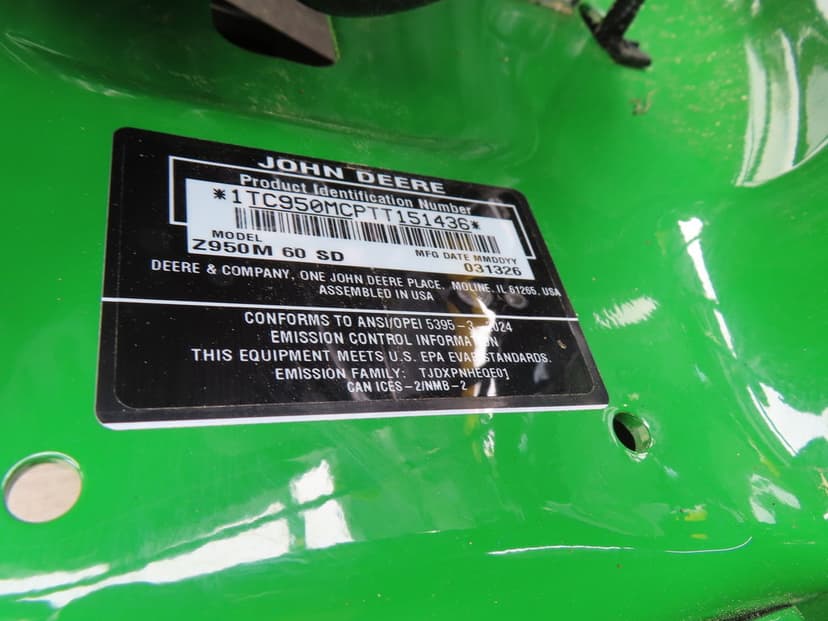 JOHN DEERE
Product Identification Number
*1TC950MCPTT151436*
MODEL MFG DATE MMDDYY
Z950M 60 SD 031326
DEERE & COMPANY, ONE JOHN DEERE PLACE, MOLINE, IL 61265, USA
ASSEMBLED IN USA
CONFORMS TO ANSI/OPEI 5395-3-2024
EMISSION CONTROL INFORMATION
THIS EQUIPMENT MEETS U.S. EPA EVAP STANDARDS.
EMISSION FAMILY: TJDXPNHEQE01
CAN ICES-2/NMB-2